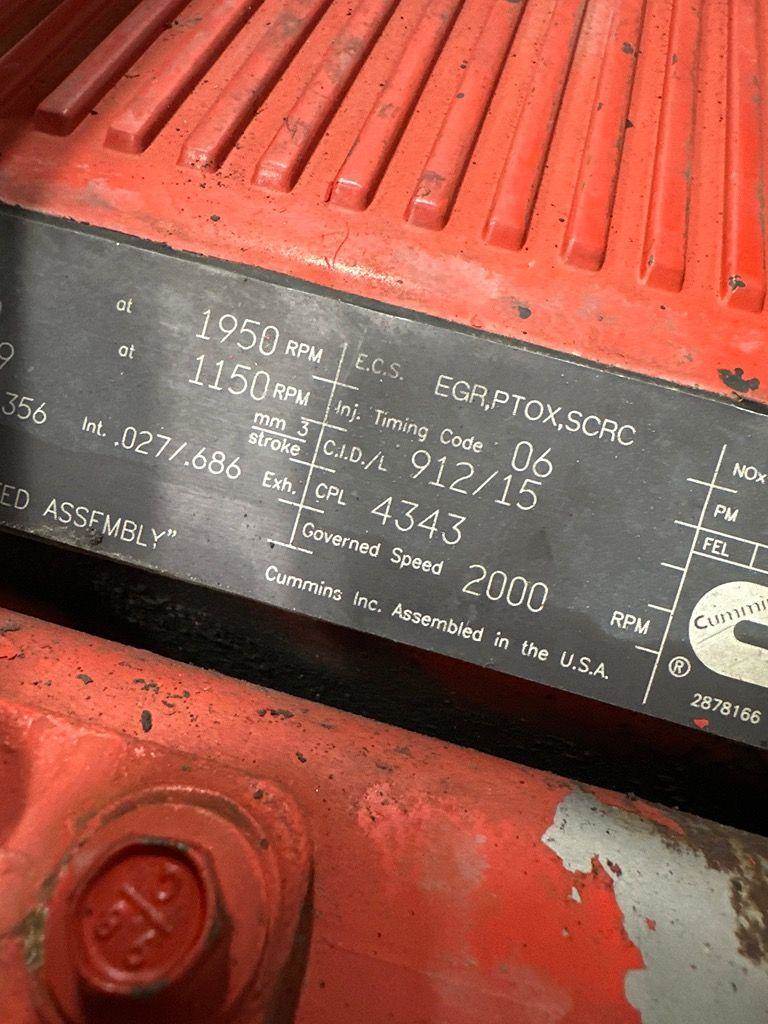 at 1950 RPM
9 at 1150 RPM
mm 3
stroke
356 Int. .027/.686 Exh.
ED ASSEMBLY"
E.C.S. EGR,PTOX,SCRC
Inj. Timing Code 06
C.I.D./L 912/15
CPL 4343
Governed Speed 2000 RPM
Cummins Inc. Assembled in the U.S.A.
NOx
PM
FEL
Cummin
®
2878166